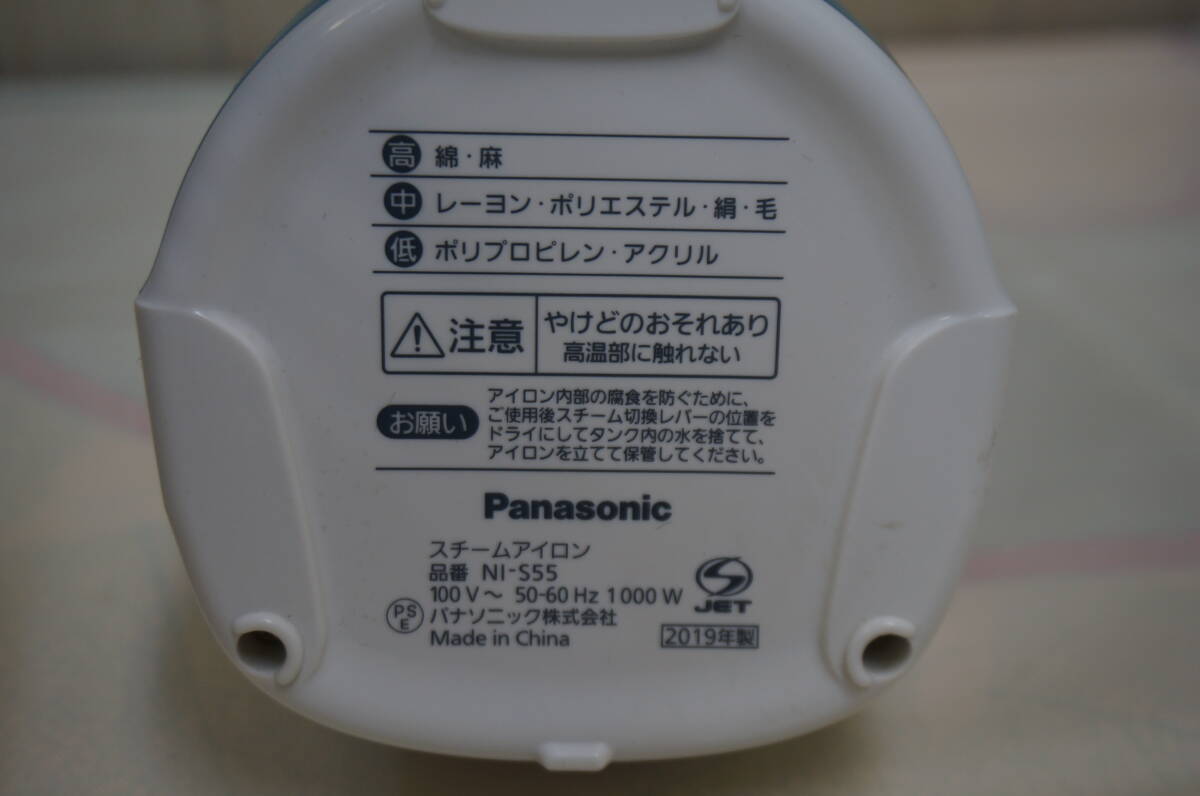 高 綿・麻
中 レーヨン・ポリエステル・絹・毛
低 ポリプロピレン・アクリル
注意
やけどのおそれあり
高温部に触れない
お願い
アイロン内部の腐食を防ぐために、
ご使用後スチーム切換レバーの位置を
ドライにしてタンク内の水を捨てて、
アイロンを立てて保管してください。
Panasonic
スチームアイロン
品番 NI-S55
100 V～ 50-60 Hz 1000 W
PSE パナソニック株式会社
Made in China
JET
2019年製